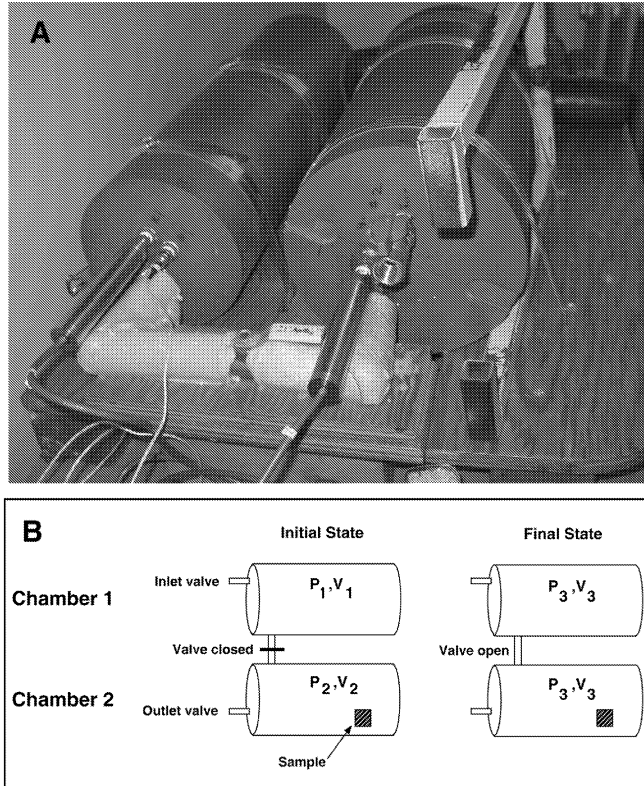 A
B
Initial State
Final State
Chamber 1
Inlet valve
P1,V1
P3,V3
Valve closed
Valve open
Chamber 2
P2,V2
P3,V3
Outlet valve
Sample